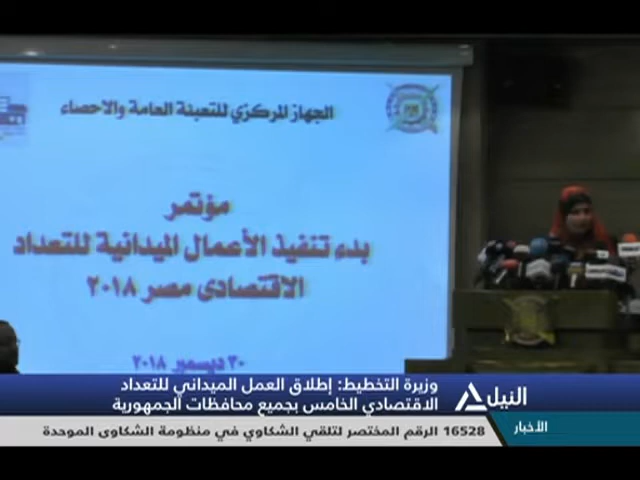 الجهاز المركزي للتعبئة العامة والاحصاء
مؤتمر
بدء تنفيذ الأعمال الميدانية للتعداد
الاقتصادى مصر ٢٠١٨
٣٠ ديسمبر ٢٠١٨
وزيرة التخطيط: إطلاق العمل الميداني للتعداد
الاقتصادي الخامس بجميع محافظات الجمهورية
النيل
الأخبار
16528 الرقم المختصر لتلقي الشكاوي في منظومة الشكاوى الموحدة